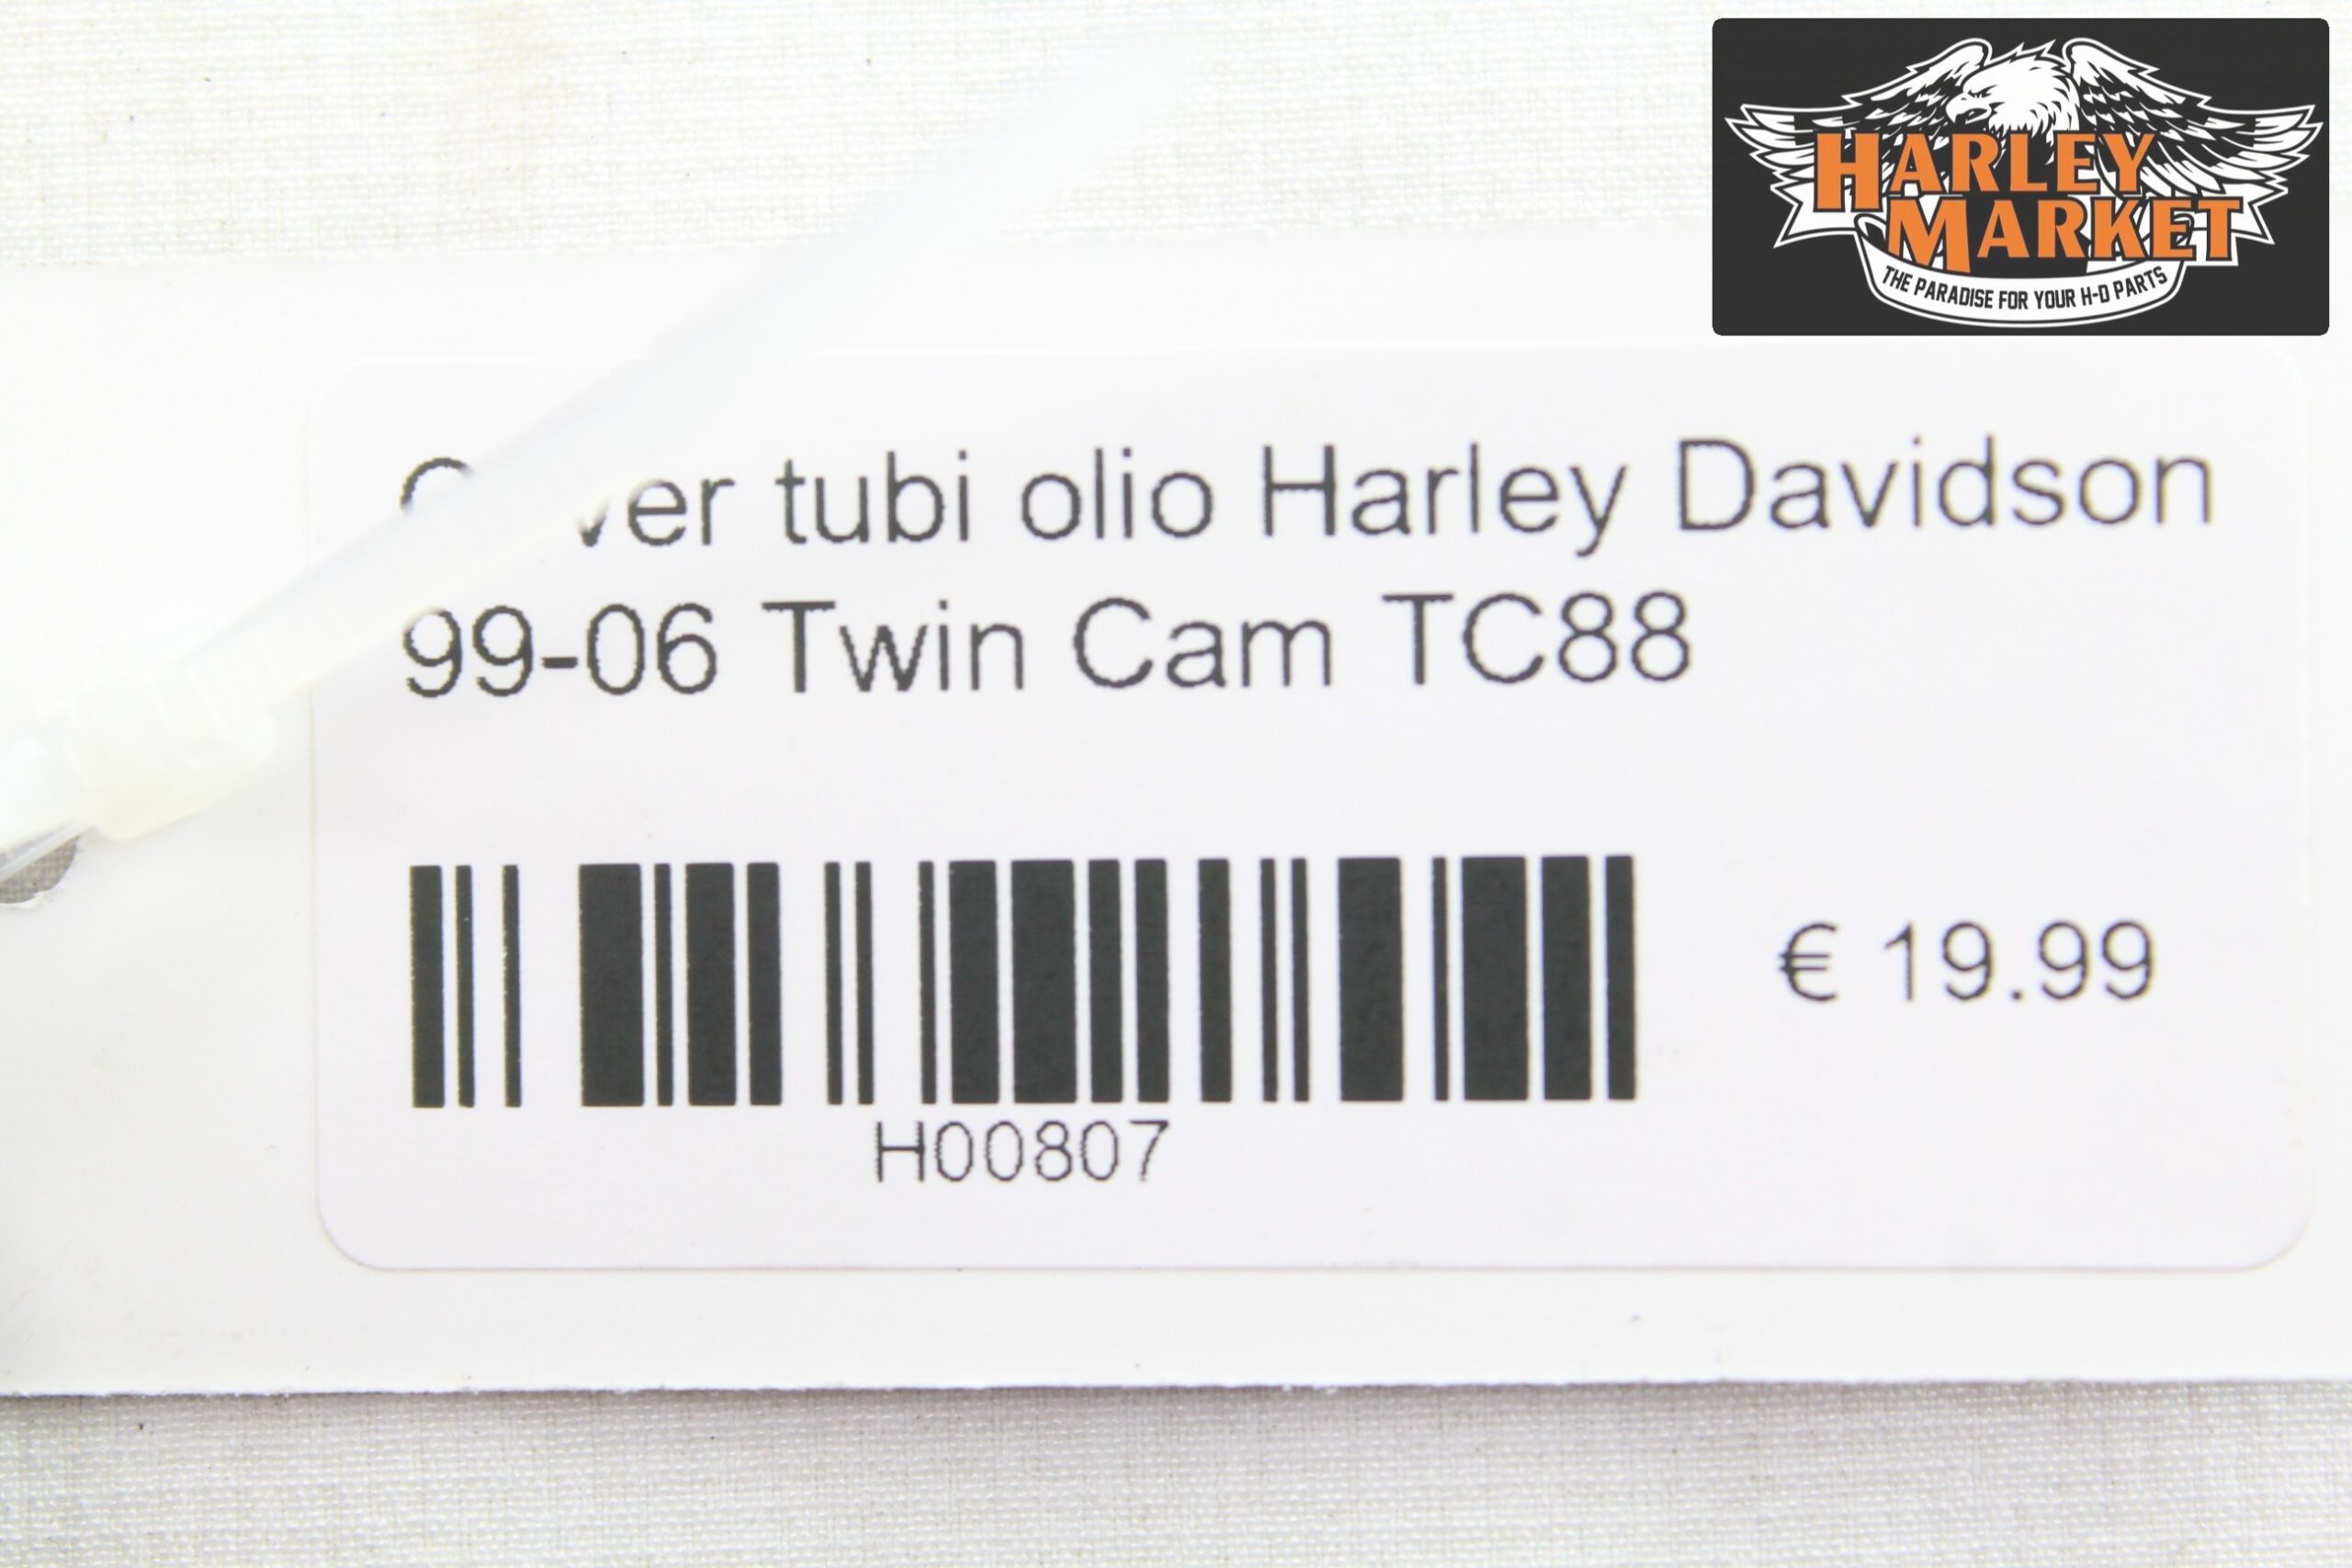 HARLEY
MARKET
THE PARADISE FOR YOUR H-D PARTS
tubi olio Harley Davidson
99-06 Twin Cam TC88
€ 19.99
H00807